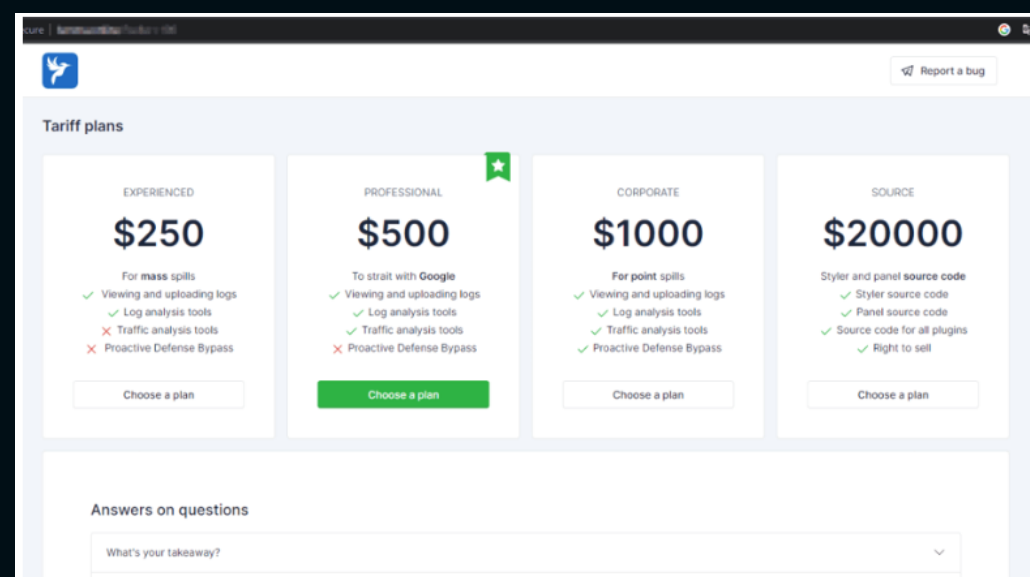 cure
Report a bug
Tariff plans
EXPERIENCED
$250
For mass spills
Viewing and uploading logs
Log analysis tools
Traffic analysis tools
Proactive Defense Bypass
Choose a plan
PROFESSIONAL
$500
To strait with Google
Viewing and uploading logs
Log analysis tools
Traffic analysis tools
Proactive Defense Bypass
Choose a plan
CORPORATE
$1000
For point spills
Viewing and uploading logs
Log analysis tools
Traffic analysis tools
Proactive Defense Bypass
Choose a plan
SOURCE
$20000
Styler and panel source code
Styler source code
Panel source code
Source code for all plugins
Right to sell
Choose a plan
Answers on questions
What's your takeaway?